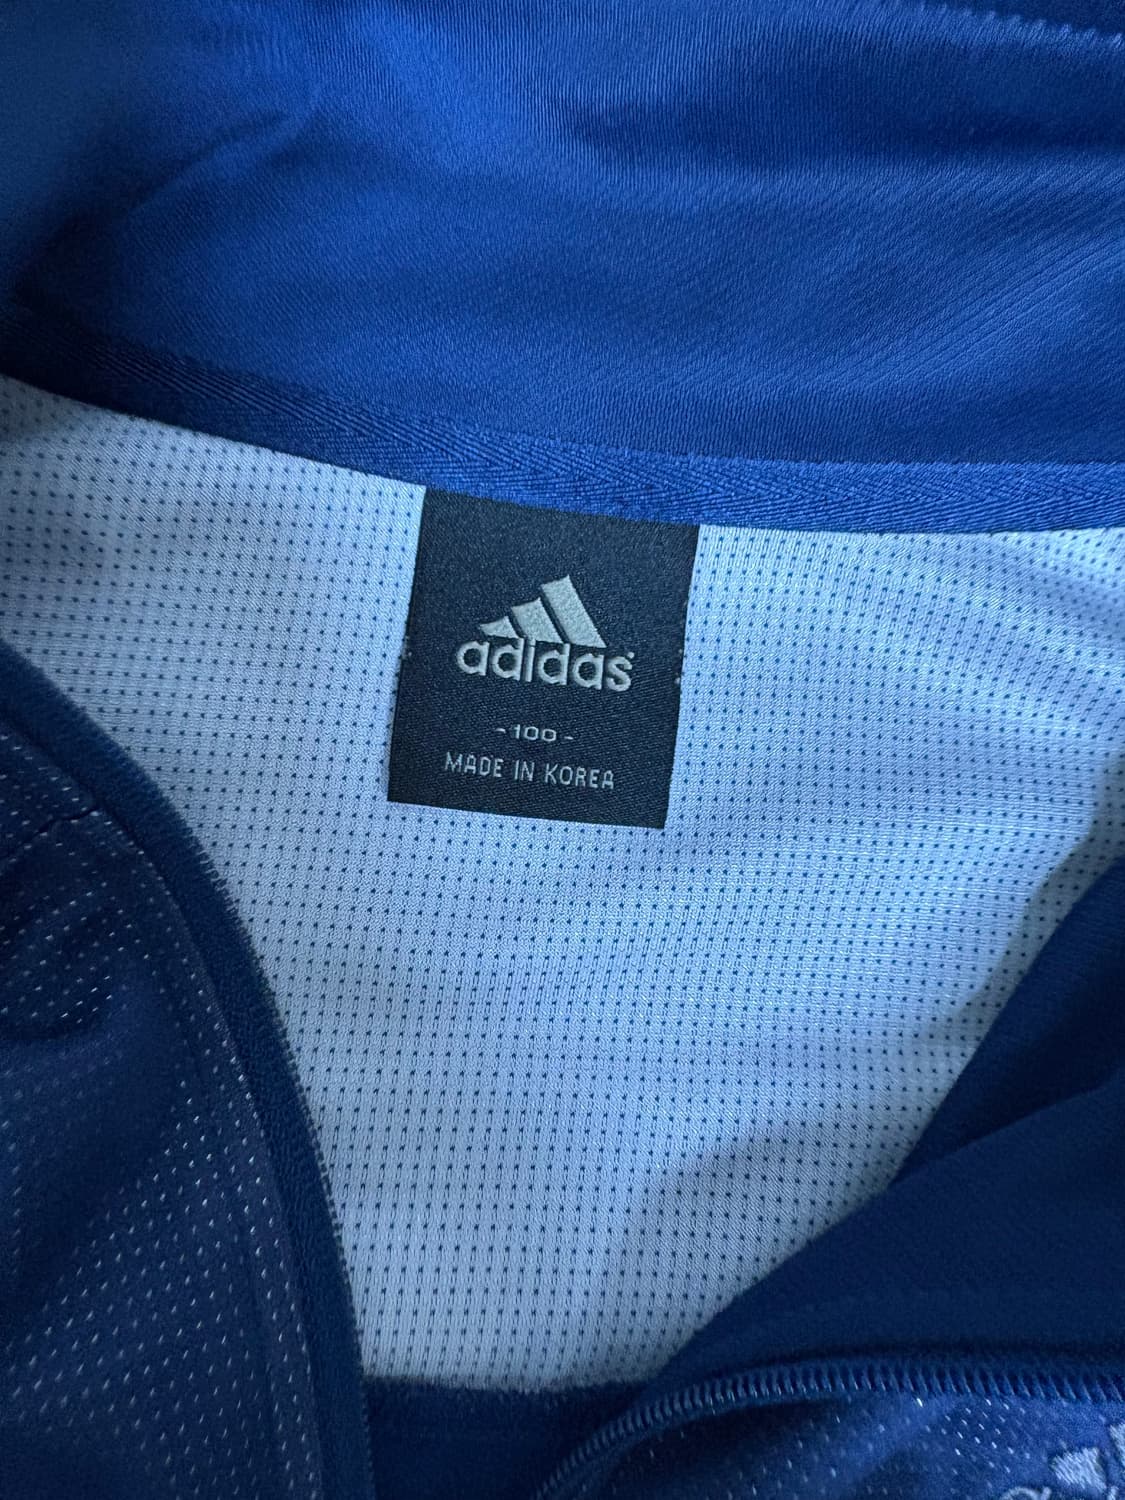 adidas
- 100 -
MADE IN KOREA